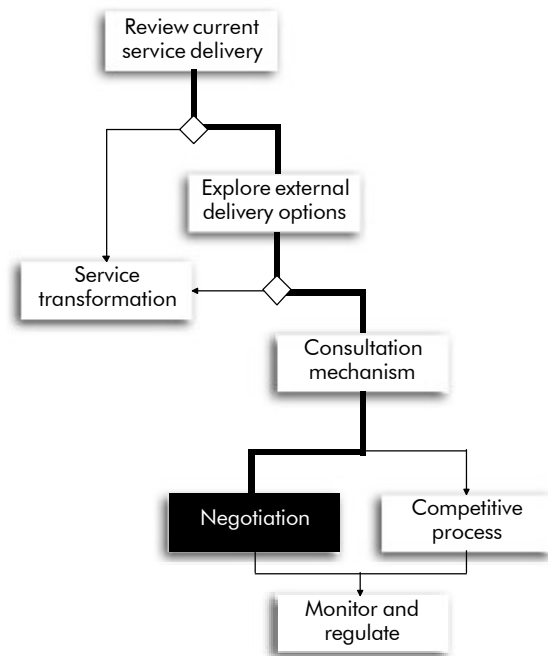 Review current
service delivery
Explore external
delivery options
Service
transformation
Consultation
mechanism
Negotiation
Competitive
process
Monitor and
regulate